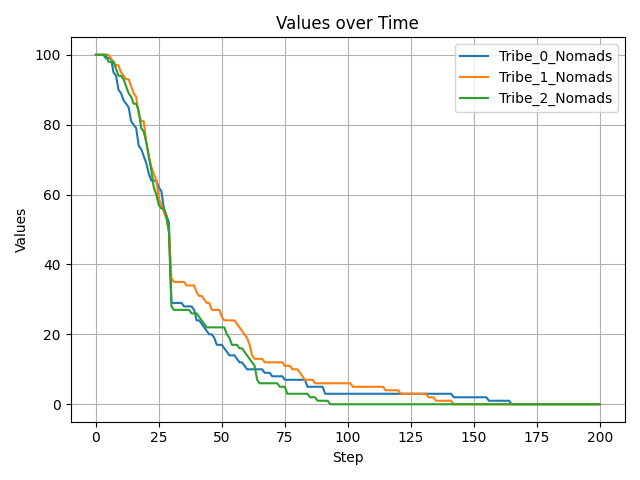 Values over Time
Tribe_0_Nomads
Tribe_1_Nomads
Tribe_2_Nomads
100
80
60
40
20
0
Values
0 25 50 75 100 125 150 175 200
Step